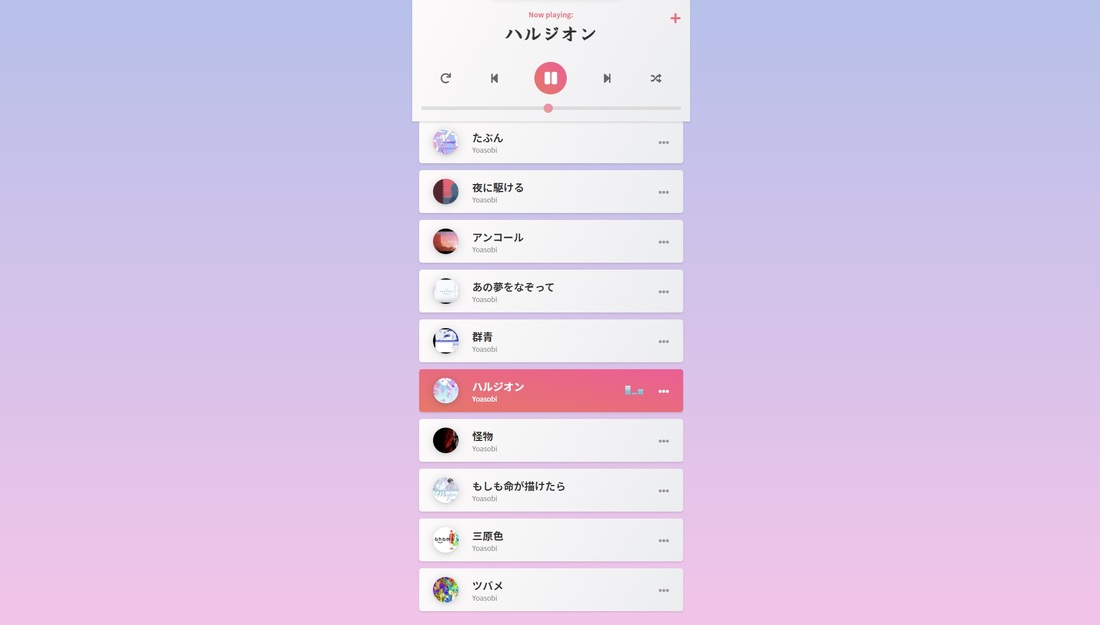 Now playing:
ハルジオン
たぶん
Yoasobi
夜に駆ける
Yoasobi
アンコール
Yoasobi
あの夢をなぞって
Yoasobi
群青
Yoasobi
ハルジオン
Yoasobi
怪物
Yoasobi
もしも命が描けたら
Yoasobi
三原色
Yoasobi
ツバメ
Yoasobi